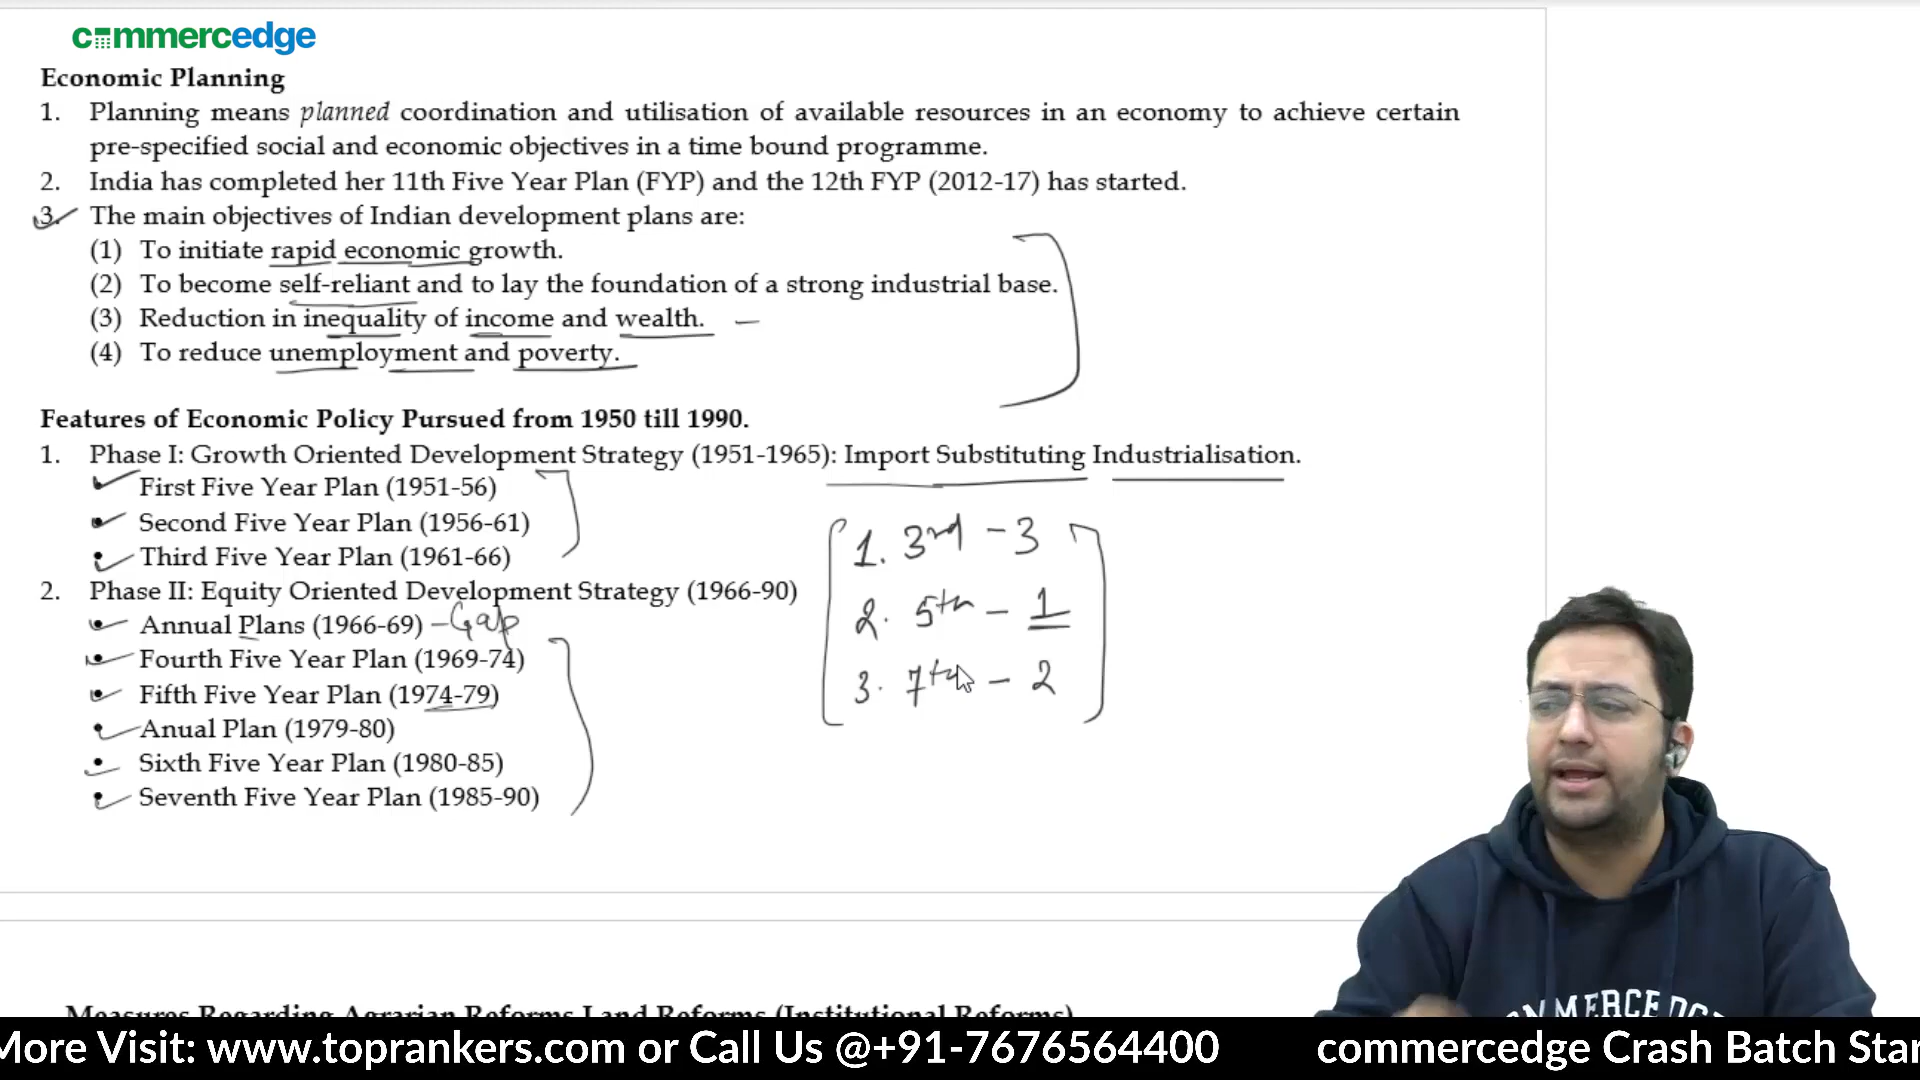 commercedge
Economic Planning
1. Planning means planned coordination and utilisation of available resources in an economy to achieve certain
pre-specified social and economic objectives in a time bound programme.
2. India has completed her 11th Five Year Plan (FYP) and the 12th FYP (2012-17) has started.
3. The main objectives of Indian development plans are:
(1) To initiate rapid economic growth.
(2) To become self-reliant and to lay the foundation of a strong industrial base.
(3) Reduction in inequality of income and wealth. –
(4) To reduce unemployment and poverty.
Features of Economic Policy Pursued from 1950 till 1990.
1. Phase I: Growth Oriented Development Strategy (1951-1965): Import Substituting Industrialisation.
First Five Year Plan (1951-56)
• Second Five Year Plan (1956-61)
• Third Five Year Plan (1961-66)
2. Phase II: Equity Oriented Development Strategy (1966-90)
• Annual Plans (1966-69) – Gap
• Fourth Five Year Plan (1969-74)
• Fifth Five Year Plan (1974-79)
• Anual Plan (1979-80)
• Sixth Five Year Plan (1980-85)
• Seventh Five Year Plan (1985-90)
1. 3rd – 3
2. 5th – 1
3. 7th – 2
Measures Regarding Agrarian Reforms Land Reforms (Institutional Reforms)
COMMERCEDGE
More Visit: www.toprankers.com or Call Us @+91-7676564400 commercedge Crash Batch Star